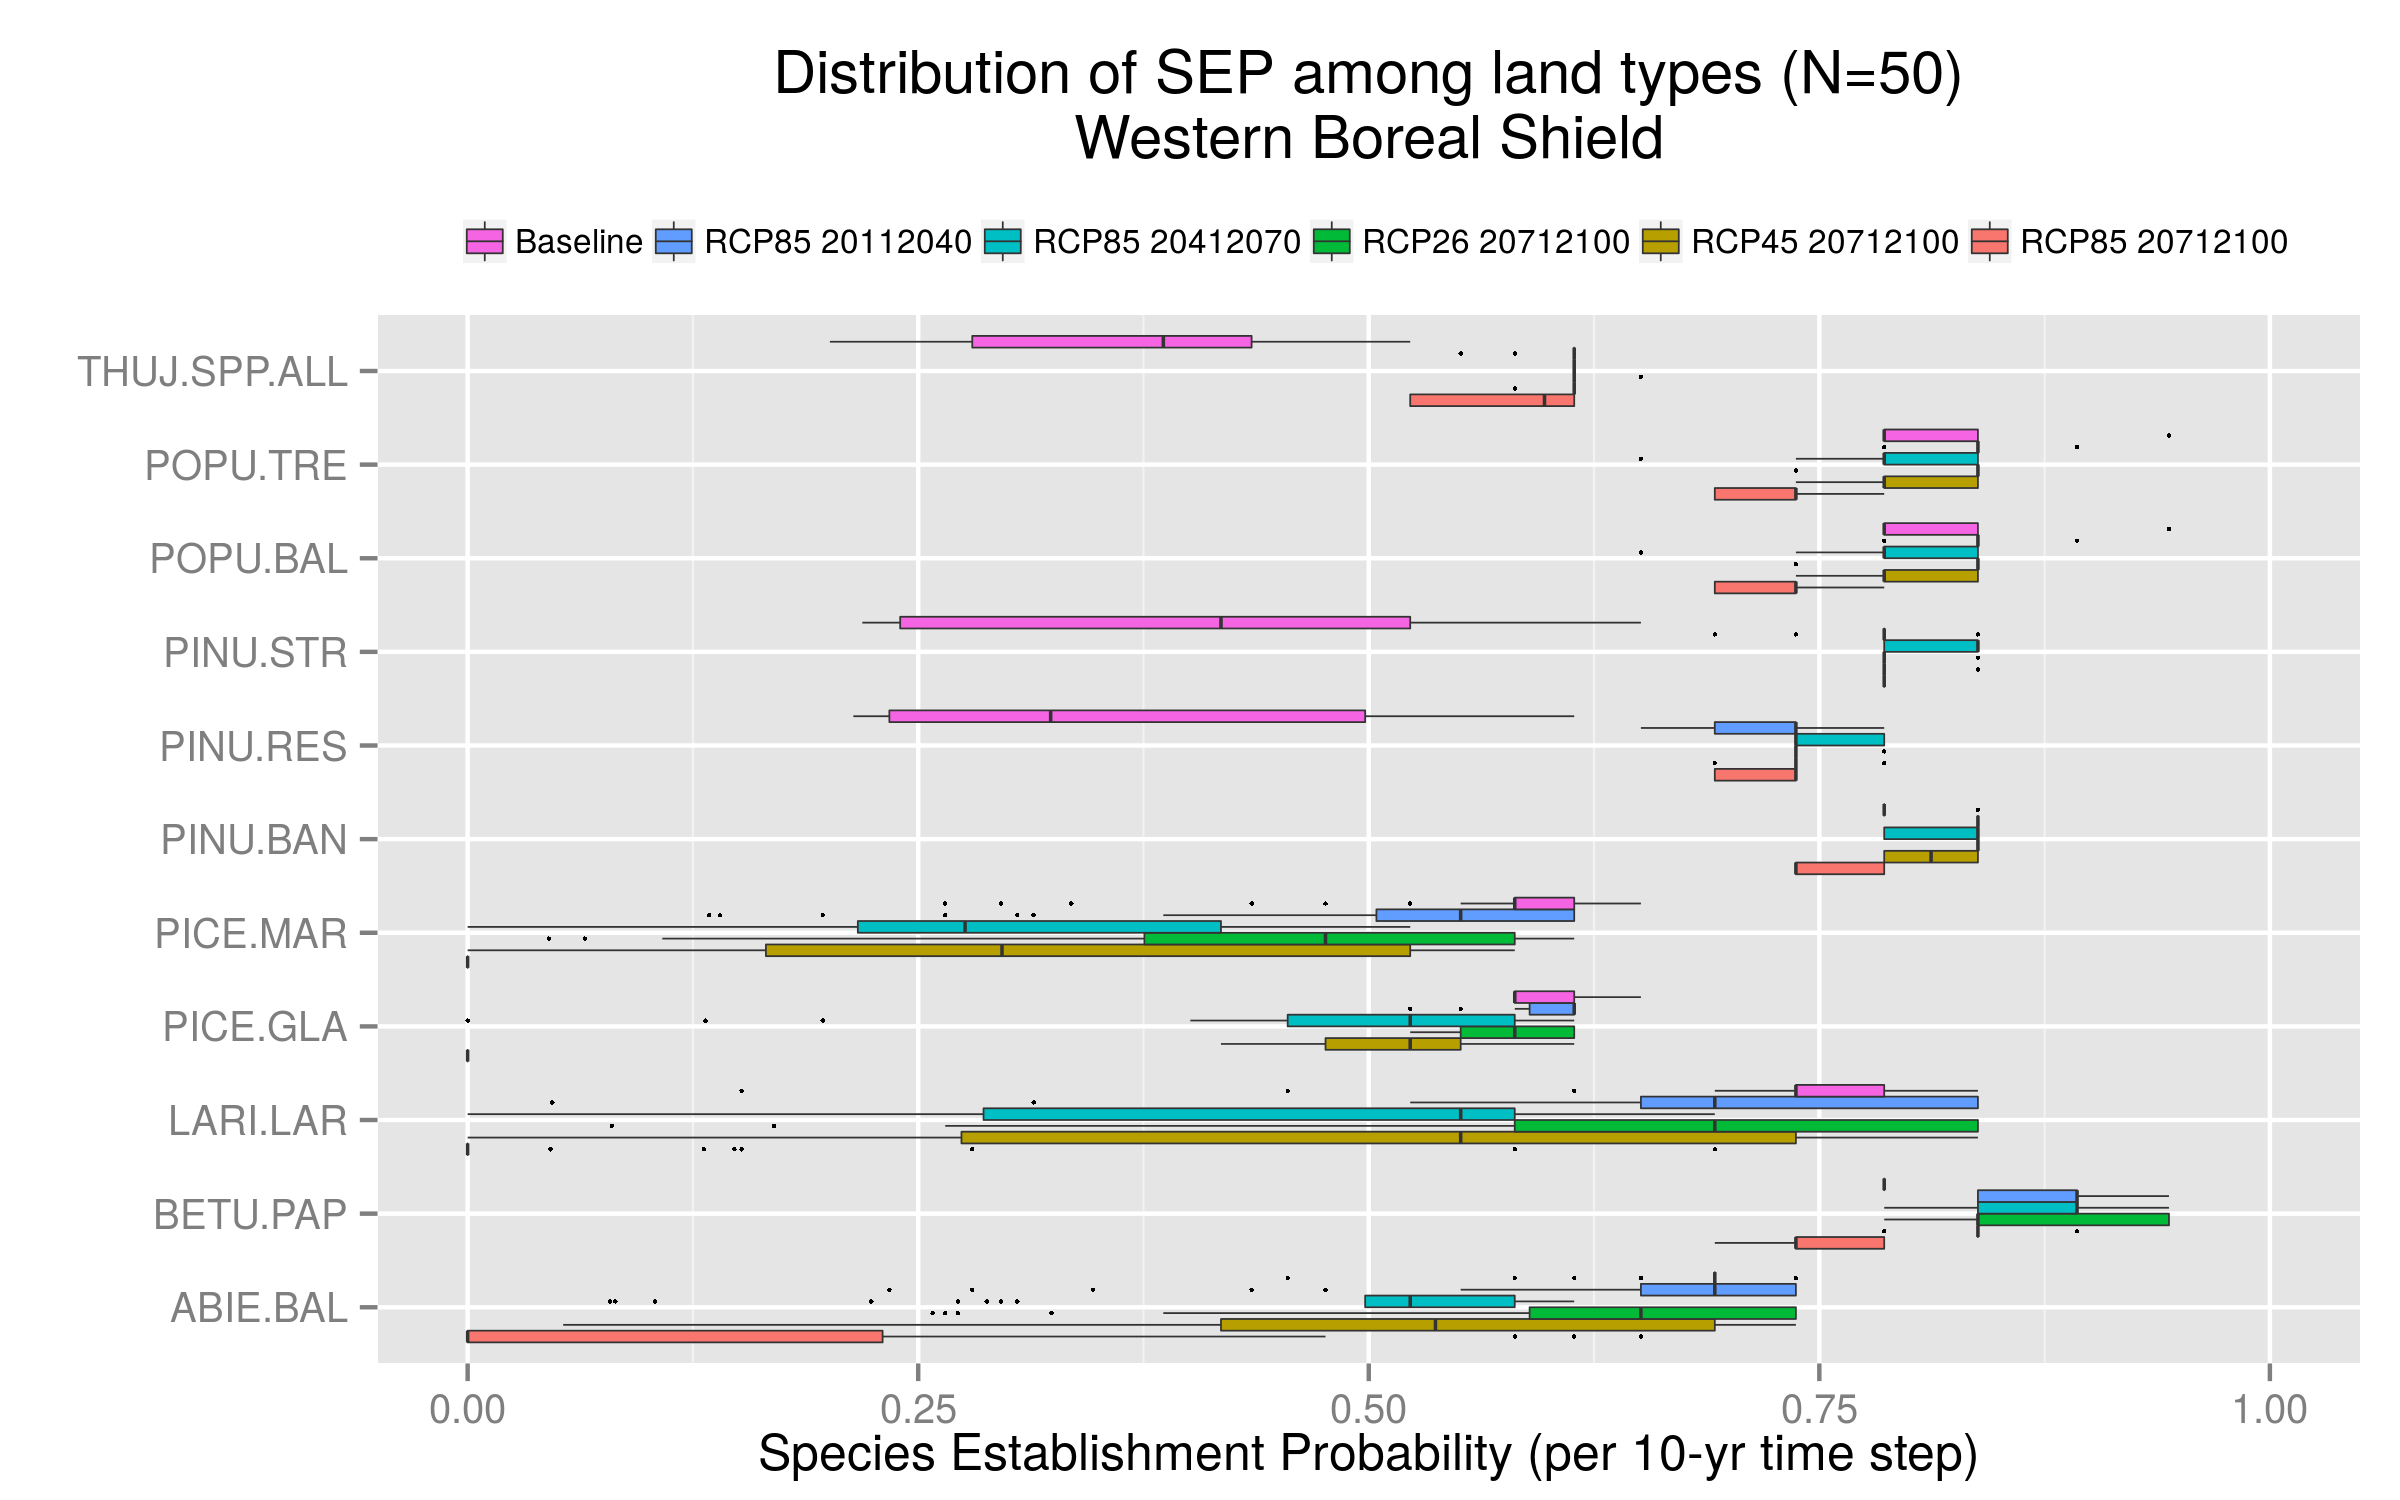 Distribution of SEP among land types (N=50)
Western Boreal Shield
Baseline RCP85 20112040 RCP85 20412070 RCP26 20712100 RCP45 20712100 RCP85 20712100
THUJ.SPP.ALL
POPU.TRE
POPU.BAL
PINU.STR
PINU.RES
PINU.BAN
PICE.MAR
PICE.GLA
LARI.LAR
BETU.PAP
ABIE.BAL
0.00 0.25 0.50 0.75 1.00
Species Establishment Probability (per 10-yr time step)